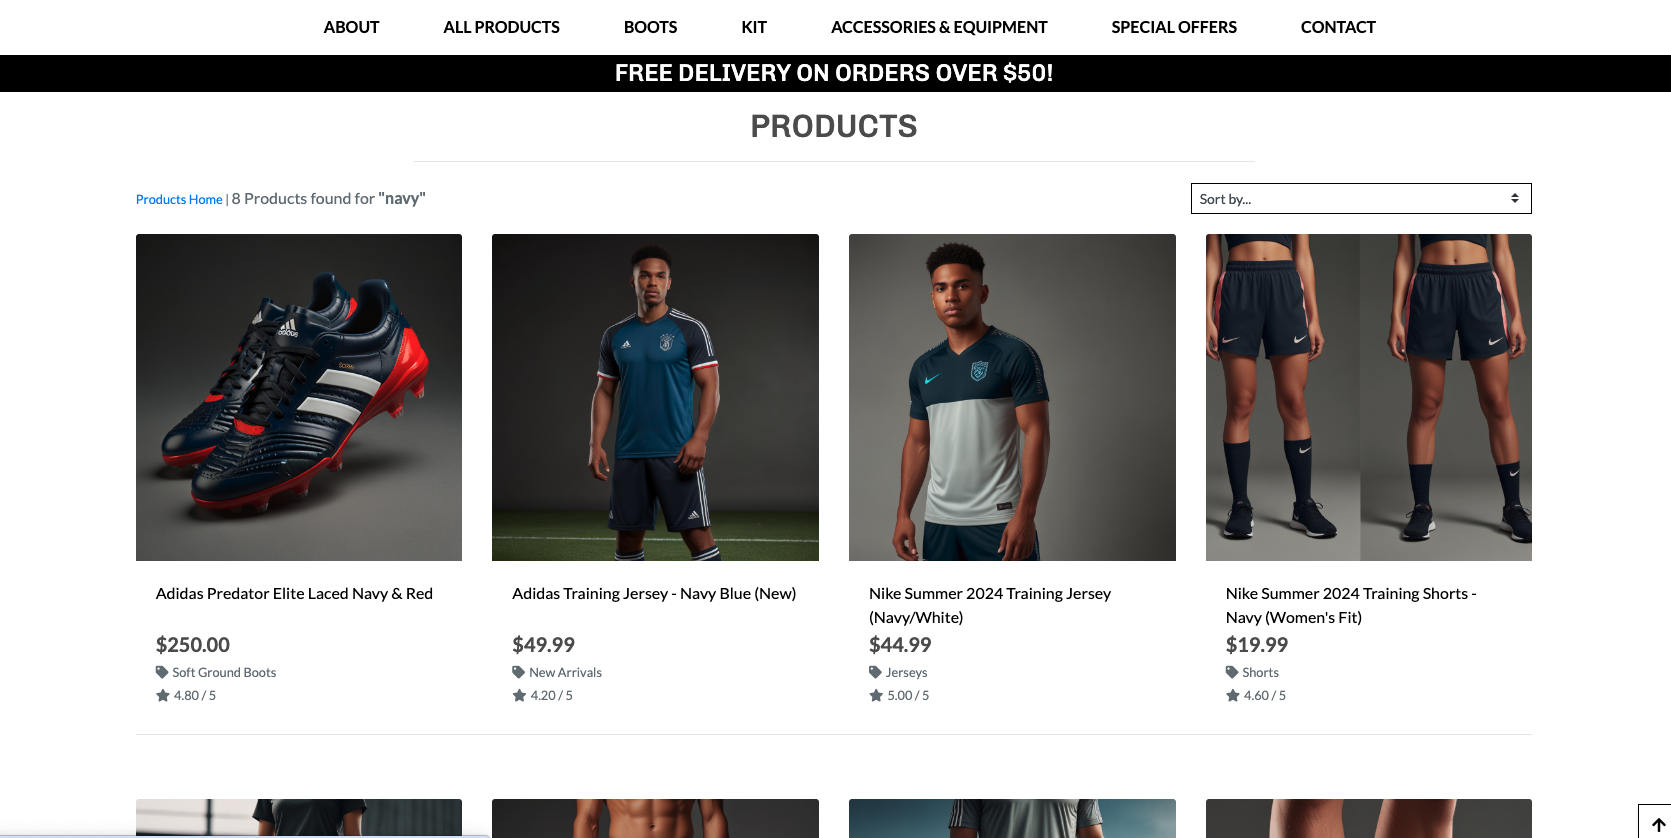 ABOUT ALL PRODUCTS BOOTS KIT ACCESSORIES & EQUIPMENT SPECIAL OFFERS CONTACT
FREE DELIVERY ON ORDERS OVER $50!
PRODUCTS
Products Home | 8 Products found for "navy"
Sort by...
adidas
Adidas Predator Elite Laced Navy & Red
$250.00
Soft Ground Boots
4.80 / 5
Adidas Training Jersey - Navy Blue (New)
$49.99
New Arrivals
4.20 / 5
Nike Summer 2024 Training Jersey
(Navy/White)
$44.99
Jerseys
5.00 / 5
Nike Summer 2024 Training Shorts -
Navy (Women's Fit)
$19.99
Shorts
4.60 / 5